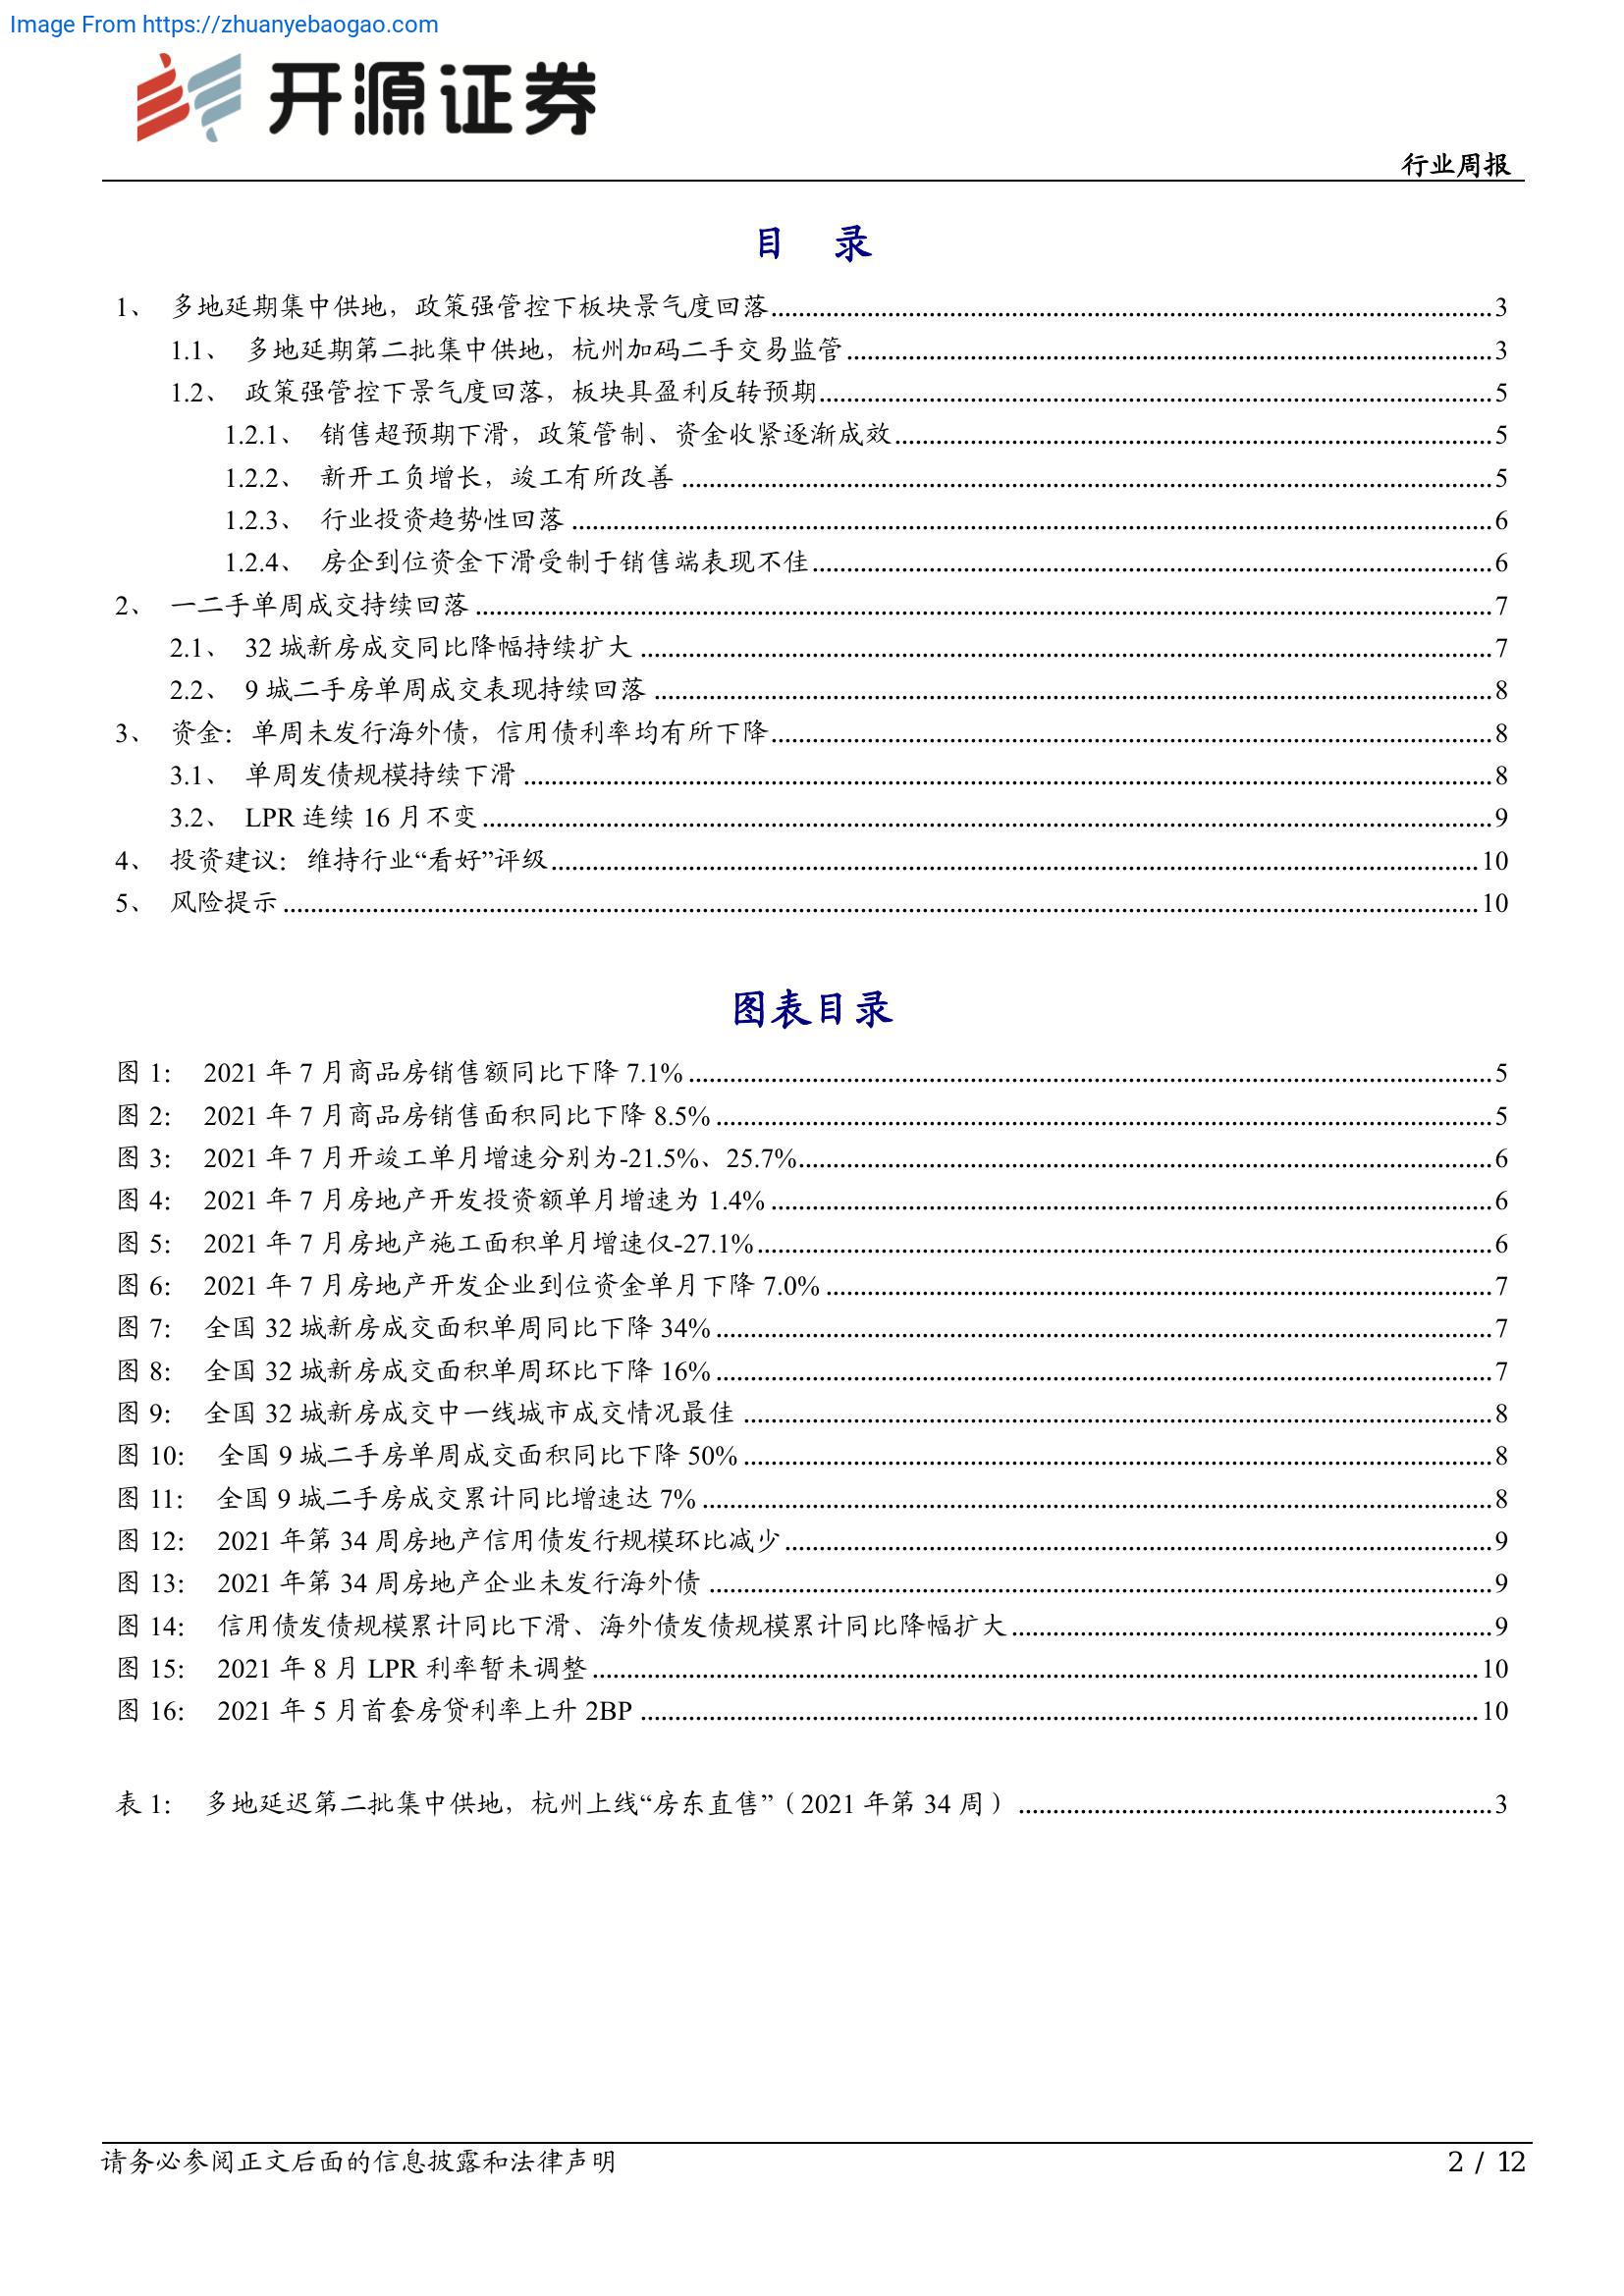 Image From https://zhuanyebaogao.com
开源证券
行业周报
目 录
1、 多地延期集中供地，政策强管控下板块景气度回落........3
1.1、 多地延期第二批集中供地，杭州加码二手交易监管........3
1.2、 政策强管控下景气度回落，板块具盈利反转预期........5
1.2.1、 销售超预期下滑，政策管制、资金收紧逐渐成效........5
1.2.2、 新开工负增长，竣工有所改善........5
1.2.3、 行业投资趋势性回落........6
1.2.4、 房企到位资金下滑受制于销售端表现不佳........6
2、 一二手单周成交持续回落........7
2.1、 32 城新房成交同比降幅持续扩大........7
2.2、 9 城二手房单周成交表现持续回落........8
3、 资金：单周未发行海外债，信用债利率均有所下降........8
3.1、 单周发债规模持续下滑........8
3.2、 LPR 连续 16 月不变........9
4、 投资建议：维持行业“看好”评级........10
5、 风险提示........10
图表目录
图 1： 2021 年 7 月商品房销售额同比下降 7.1%........5
图 2： 2021 年 7 月商品房销售面积同比下降 8.5%........5
图 3： 2021 年 7 月开竣工单月增速分别为-21.5%、25.7%........6
图 4： 2021 年 7 月房地产开发投资额单月增速为 1.4%........6
图 5： 2021 年 7 月房地产施工面积单月增速仅-27.1%........6
图 6： 2021 年 7 月房地产开发企业到位资金单月下降 7.0%........7
图 7： 全国 32 城新房成交面积单周同比下降 34%........7
图 8： 全国 32 城新房成交面积单周环比下降 16%........7
图 9： 全国 32 城新房成交中一线城市成交情况最佳........8
图 10： 全国 9 城二手房单周成交面积同比下降 50%........8
图 11： 全国 9 城二手房成交累计同比增速达 7%........8
图 12： 2021 年第 34 周房地产信用债发行规模环比减少........9
图 13： 2021 年第 34 周房地产企业未发行海外债........9
图 14： 信用债发债规模累计同比下滑、海外债发债规模累计同比降幅扩大........9
图 15： 2021 年 8 月 LPR 利率暂未调整........10
图 16： 2021 年 5 月首套房贷利率上升 2BP........10
表 1： 多地延迟第二批集中供地，杭州上线“房东直售”（2021 年第 34 周）........3
请务必参阅正文后面的信息披露和法律声明
2 / 12